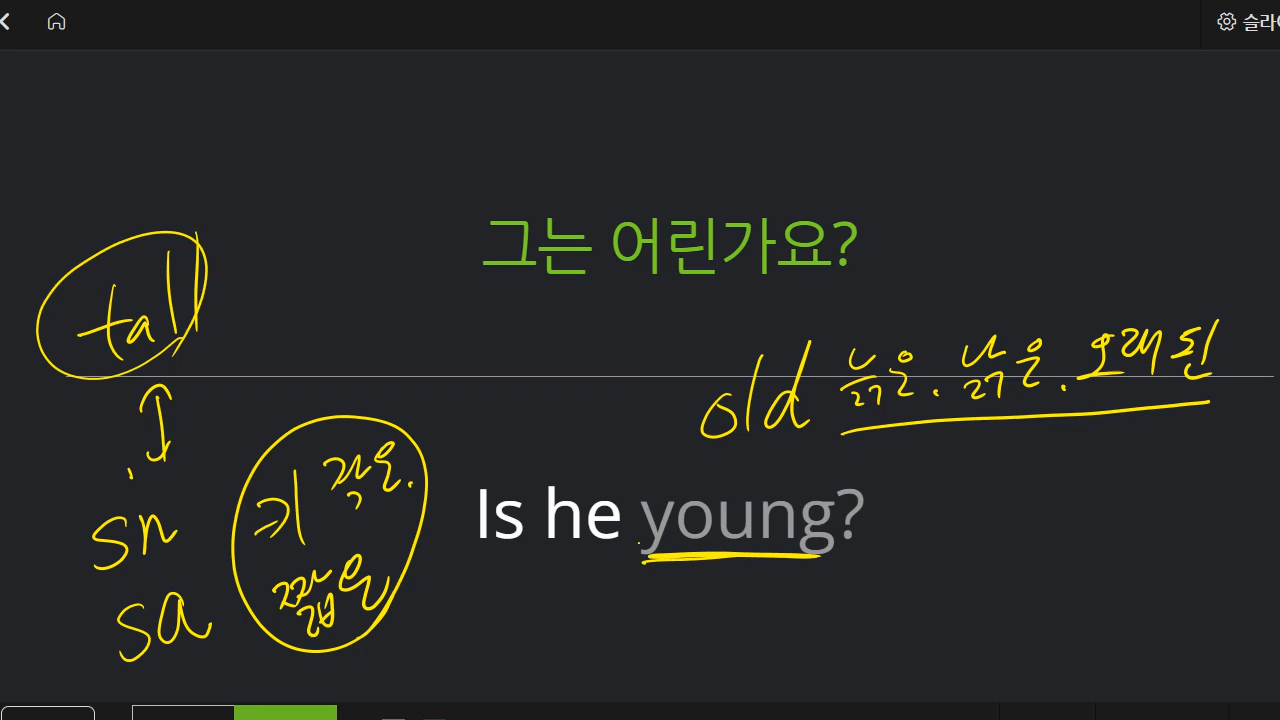 슬라이
그는 어린가요?
tall
old 늙은. 낡은. 오래된
키 작은.
Is he young?
sn
짧은
sa